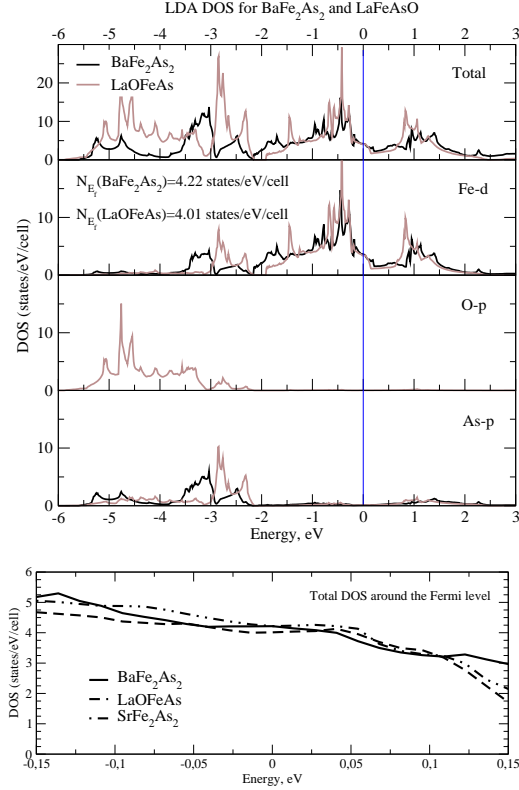 LDA DOS for BaFe₂As₂ and LaFeAsO
-6 -5 -4 -3 -2 -1 0 1 2 3
BaFe₂As₂
LaOFeAs
Total
20
10
0
N_{E_f}(BaFe₂As₂)=4.22 states/eV/cell
N_{E_f}(LaOFeAs)=4.01 states/eV/cell
Fe-d
10
0
DOS (states/eV/cell)
O-p
10
0
As-p
10
0
-6 -5 -4 -3 -2 -1 0 1 2 3
Energy, eV
Total DOS around the Fermi level
6
5
4
3
2
1
0
DOS (states/eV/cell)
BaFe₂As₂
LaOFeAs
SrFe₂As₂
-0,15 -0,1 -0,05 0 0,05 0,1 0,15
Energy, eV